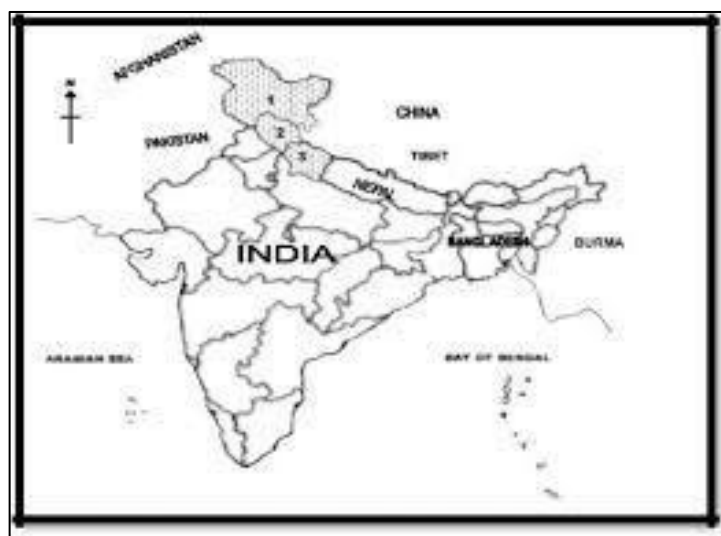 AFGHANISTAN
N
1
CHINA
2
PAKISTAN
3
TIBET
NEPAL
INDIA
BANGLADESH
BURMA
ARABIAN SEA
BAY OF BENGAL